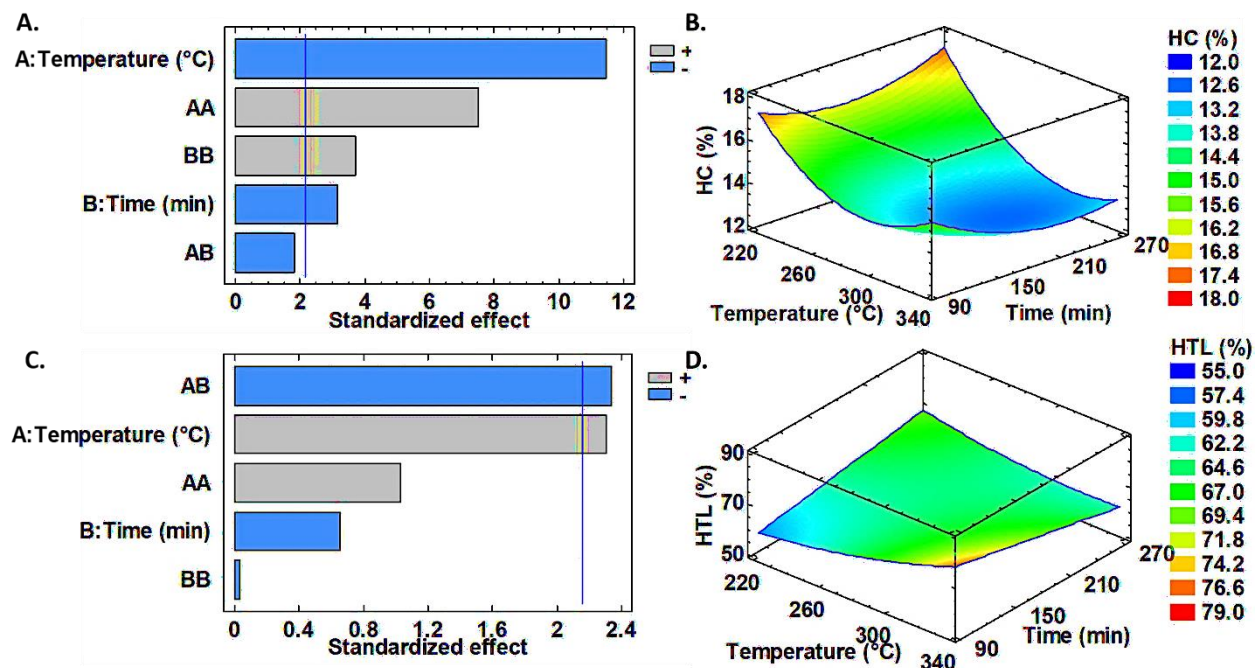 A.
A:Temperature (°C)
AA
BB
B:Time (min)
AB
0 2 4 6 8 10 12
Standardized effect
+
-
B.
HC (%)
18
16
14
12
220
260
300
340
Temperature (°C)
90
150
210
270
Time (min)
HC (%)
12.0
12.6
13.2
13.8
14.4
15.0
15.6
16.2
16.8
17.4
18.0
C.
AB
A:Temperature (°C)
AA
B:Time (min)
BB
0 0.4 0.8 1.2 1.6 2 2.4
Standardized effect
+
-
D.
HTL (%)
90
70
50
220
260
300
340
Temperature (°C)
90
150
210
270
Time (min)
HTL (%)
55.0
57.4
59.8
62.2
64.6
67.0
69.4
71.8
74.2
76.6
79.0